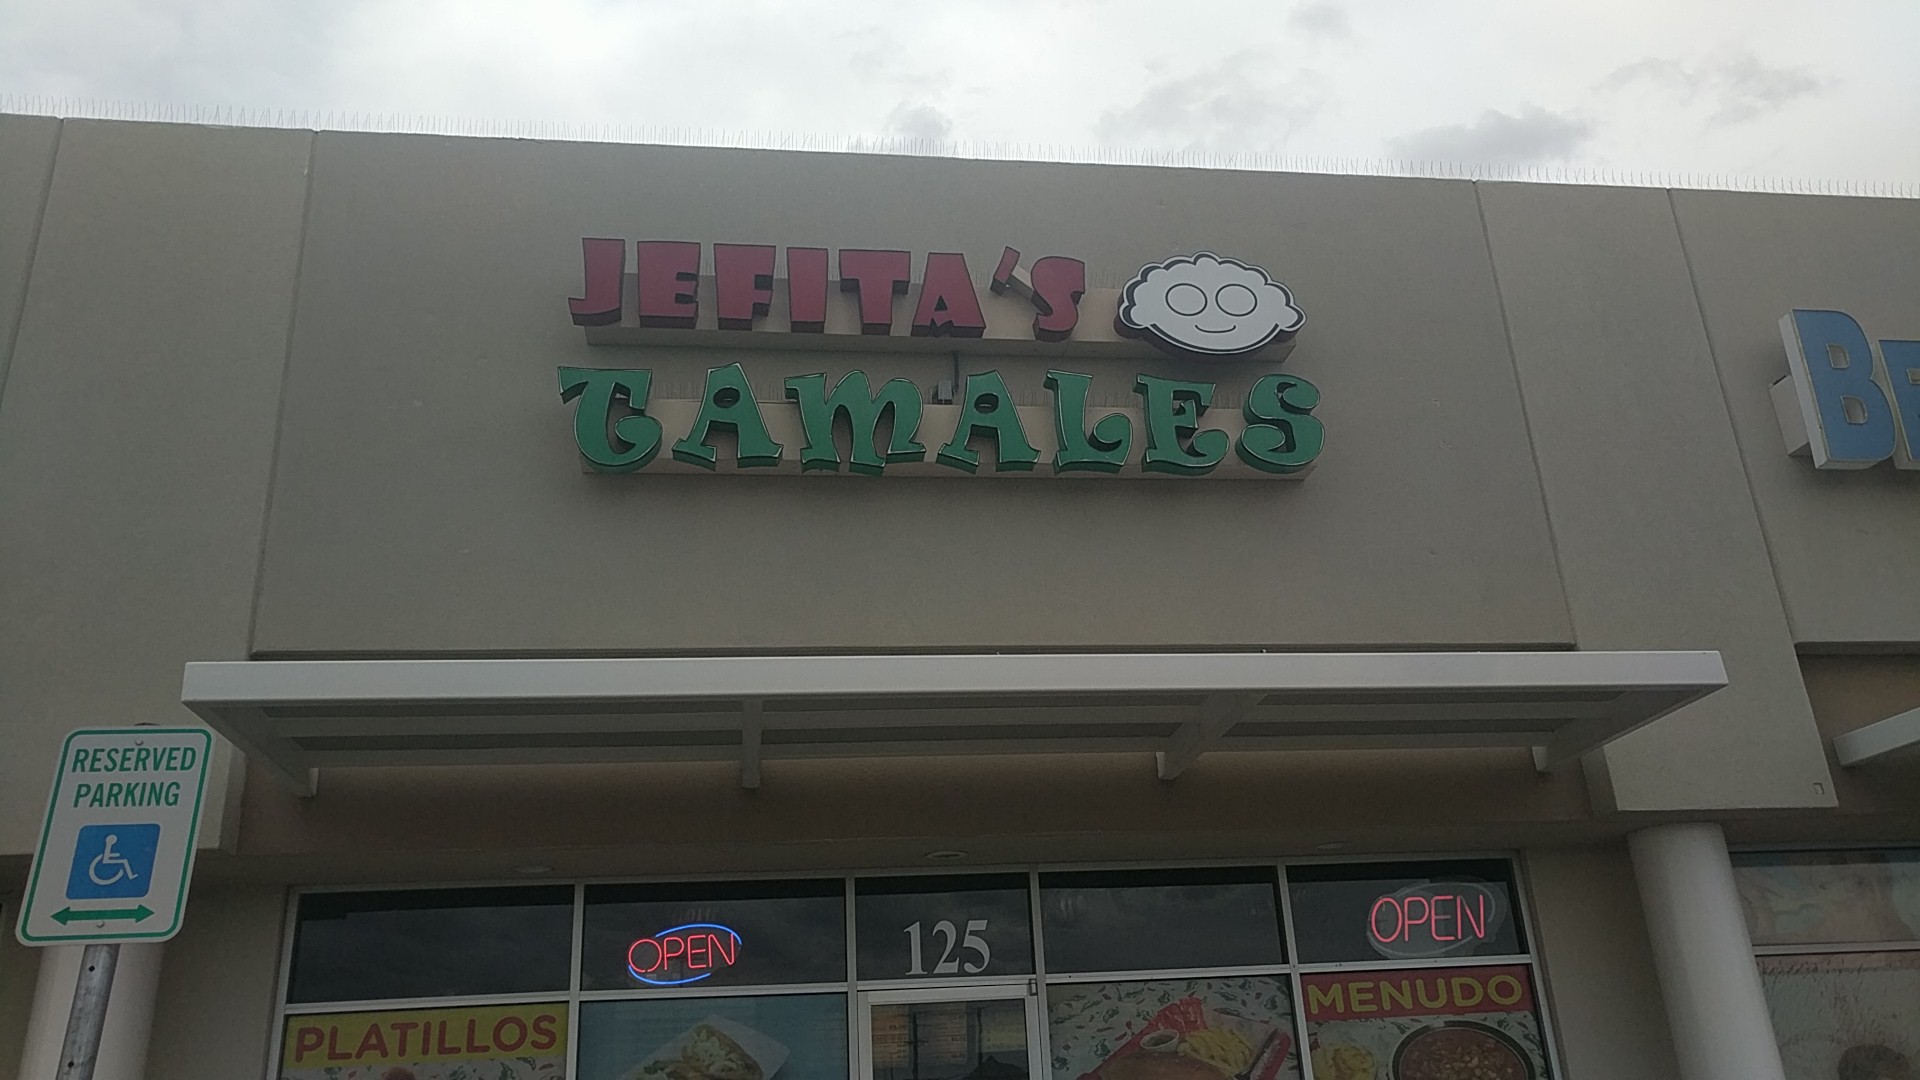 JEFITA'S
TAMALES
RESERVED
PARKING
OPEN
125
OPEN
PLATILLOS
MENUDO